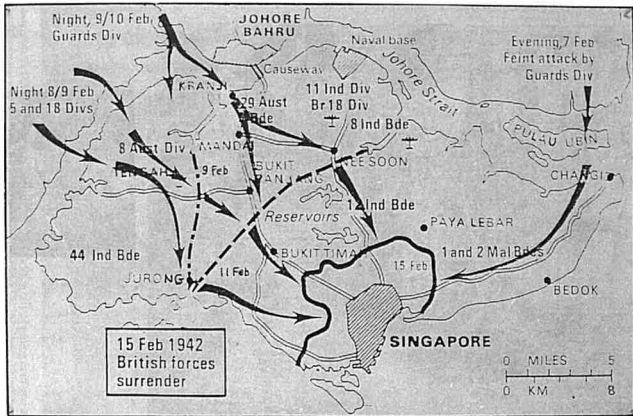 Night, 9/10 Feb
Guards Div
JOHORE
BAHRU
Naval base
Evening, 7 Feb
Feint attack by
Guards Div
Causeway
Johore Strait
KRANJI
11 Ind Div
Br 18 Div
Night 8/9 Feb
5 and 18 Divs
29 Aust
Bde
8 Ind Bde
PULAU UBIN
8 Aust Div
MANDAI
NEE SOON
TENGAH
9 Feb
BUKIT
PANJANG
CHANGI
Reservoirs
12 Ind Bde
PAYA LEBAR
44 Ind Bde
BUKIT TIMAH
15 Feb
1 and 2 Mal Bdes
JURONG
11 Feb
BEDOK
15 Feb 1942
British forces
surrender
SINGAPORE
0 MILES 5
0 KM 8